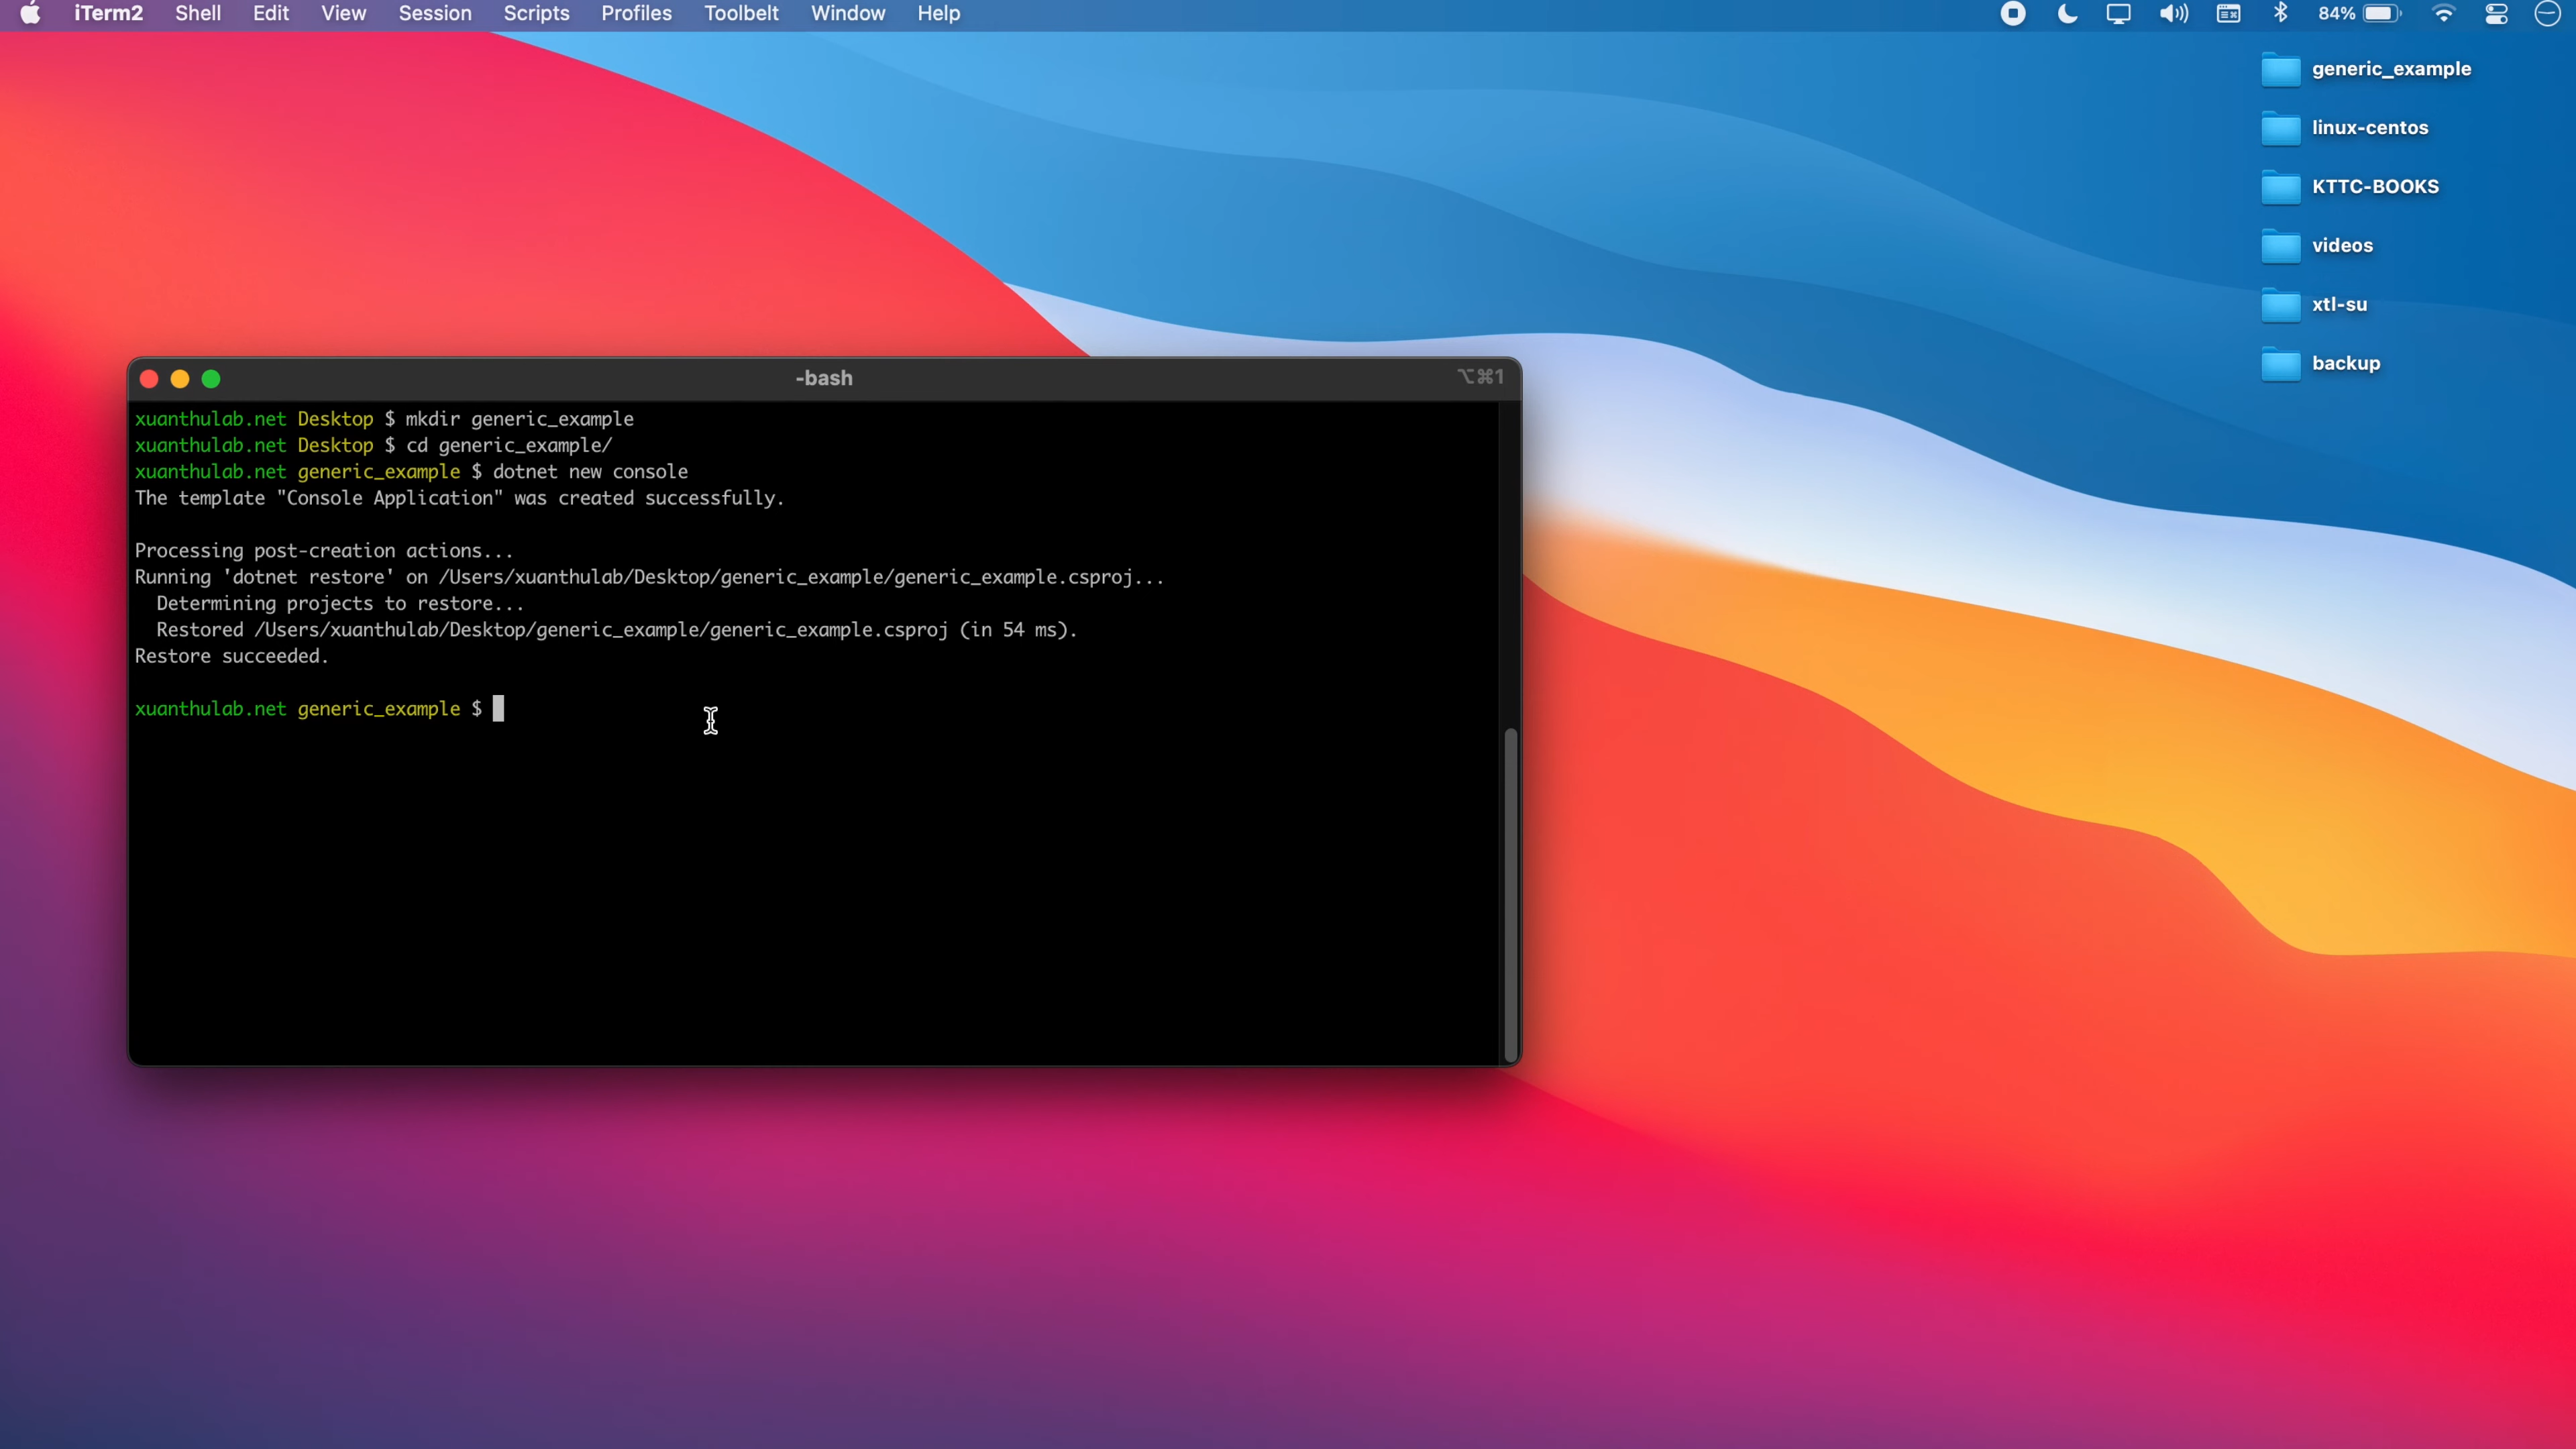 iTerm2 Shell Edit View Session Scripts Profiles Toolbelt Window Help 84%
generic_example
linux-centos
KTTC-BOOKS
videos
xtl-su
backup
-bash ⌥⌘1
xuanthulab.net Desktop $ mkdir generic_example
xuanthulab.net Desktop $ cd generic_example/
xuanthulab.net generic_example $ dotnet new console
The template "Console Application" was created successfully.
Processing post-creation actions...
Running 'dotnet restore' on /Users/xuanthulab/Desktop/generic_example/generic_example.csproj...
Determining projects to restore...
Restored /Users/xuanthulab/Desktop/generic_example/generic_example.csproj (in 54 ms).
Restore succeeded.
xuanthulab.net generic_example $